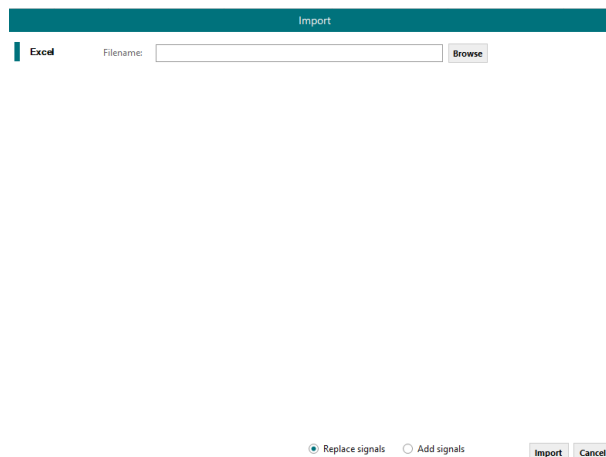 Import
Excel Filename: Browse
Replace signals Add signals Import Cancel